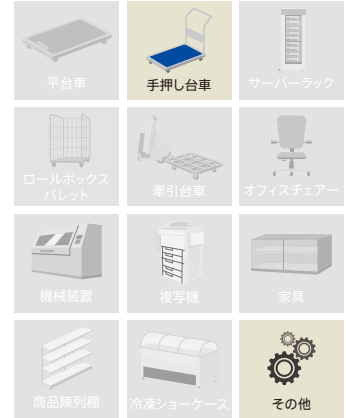 平台車
手押し台車
サーバーラック
ロールボックス
パレット
牽引台車
オフィスチェアー
機械装置
複写機
家具
商品陳列棚
冷凍ショーケース
その他